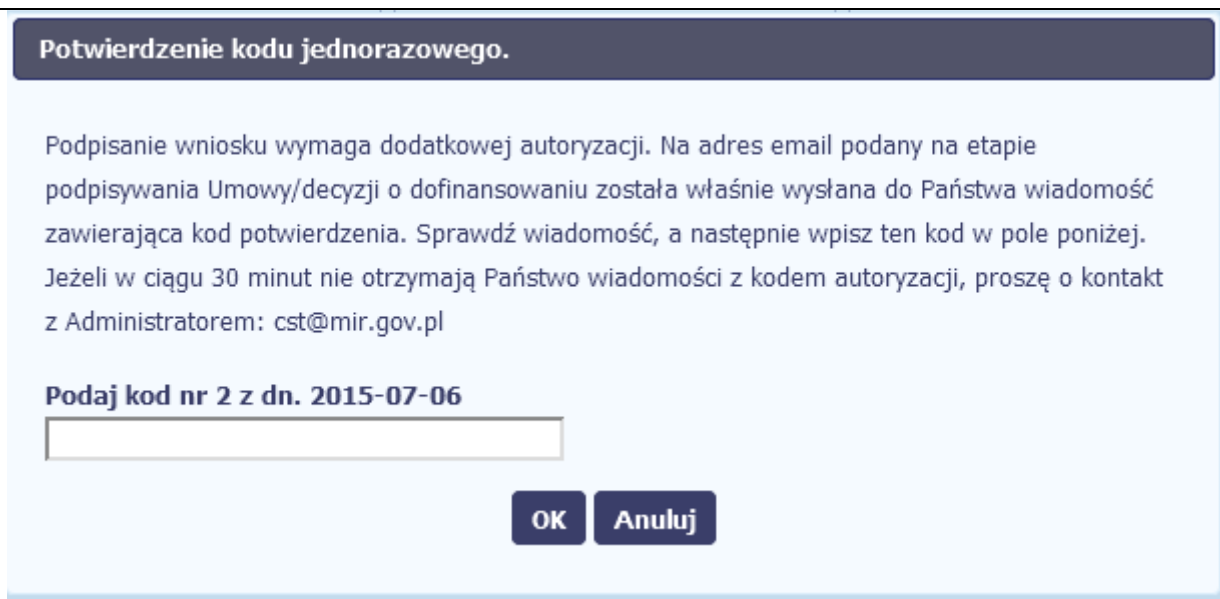 Potwierdzenie kodu jednorazowego.
Podpisanie wniosku wymaga dodatkowej autoryzacji. Na adres email podany na etapie
podpisywania Umowy/decyzji o dofinansowaniu została właśnie wysłana do Państwa wiadomość
zawierająca kod potwierdzenia. Sprawdź wiadomość, a następnie wpisz ten kod w pole poniżej.
Jeżeli w ciągu 30 minut nie otrzymają Państwo wiadomości z kodem autoryzacji, proszę o kontakt
z Administratorem: cst@mir.gov.pl
Podaj kod nr 2 z dn. 2015-07-06
OK Anuluj